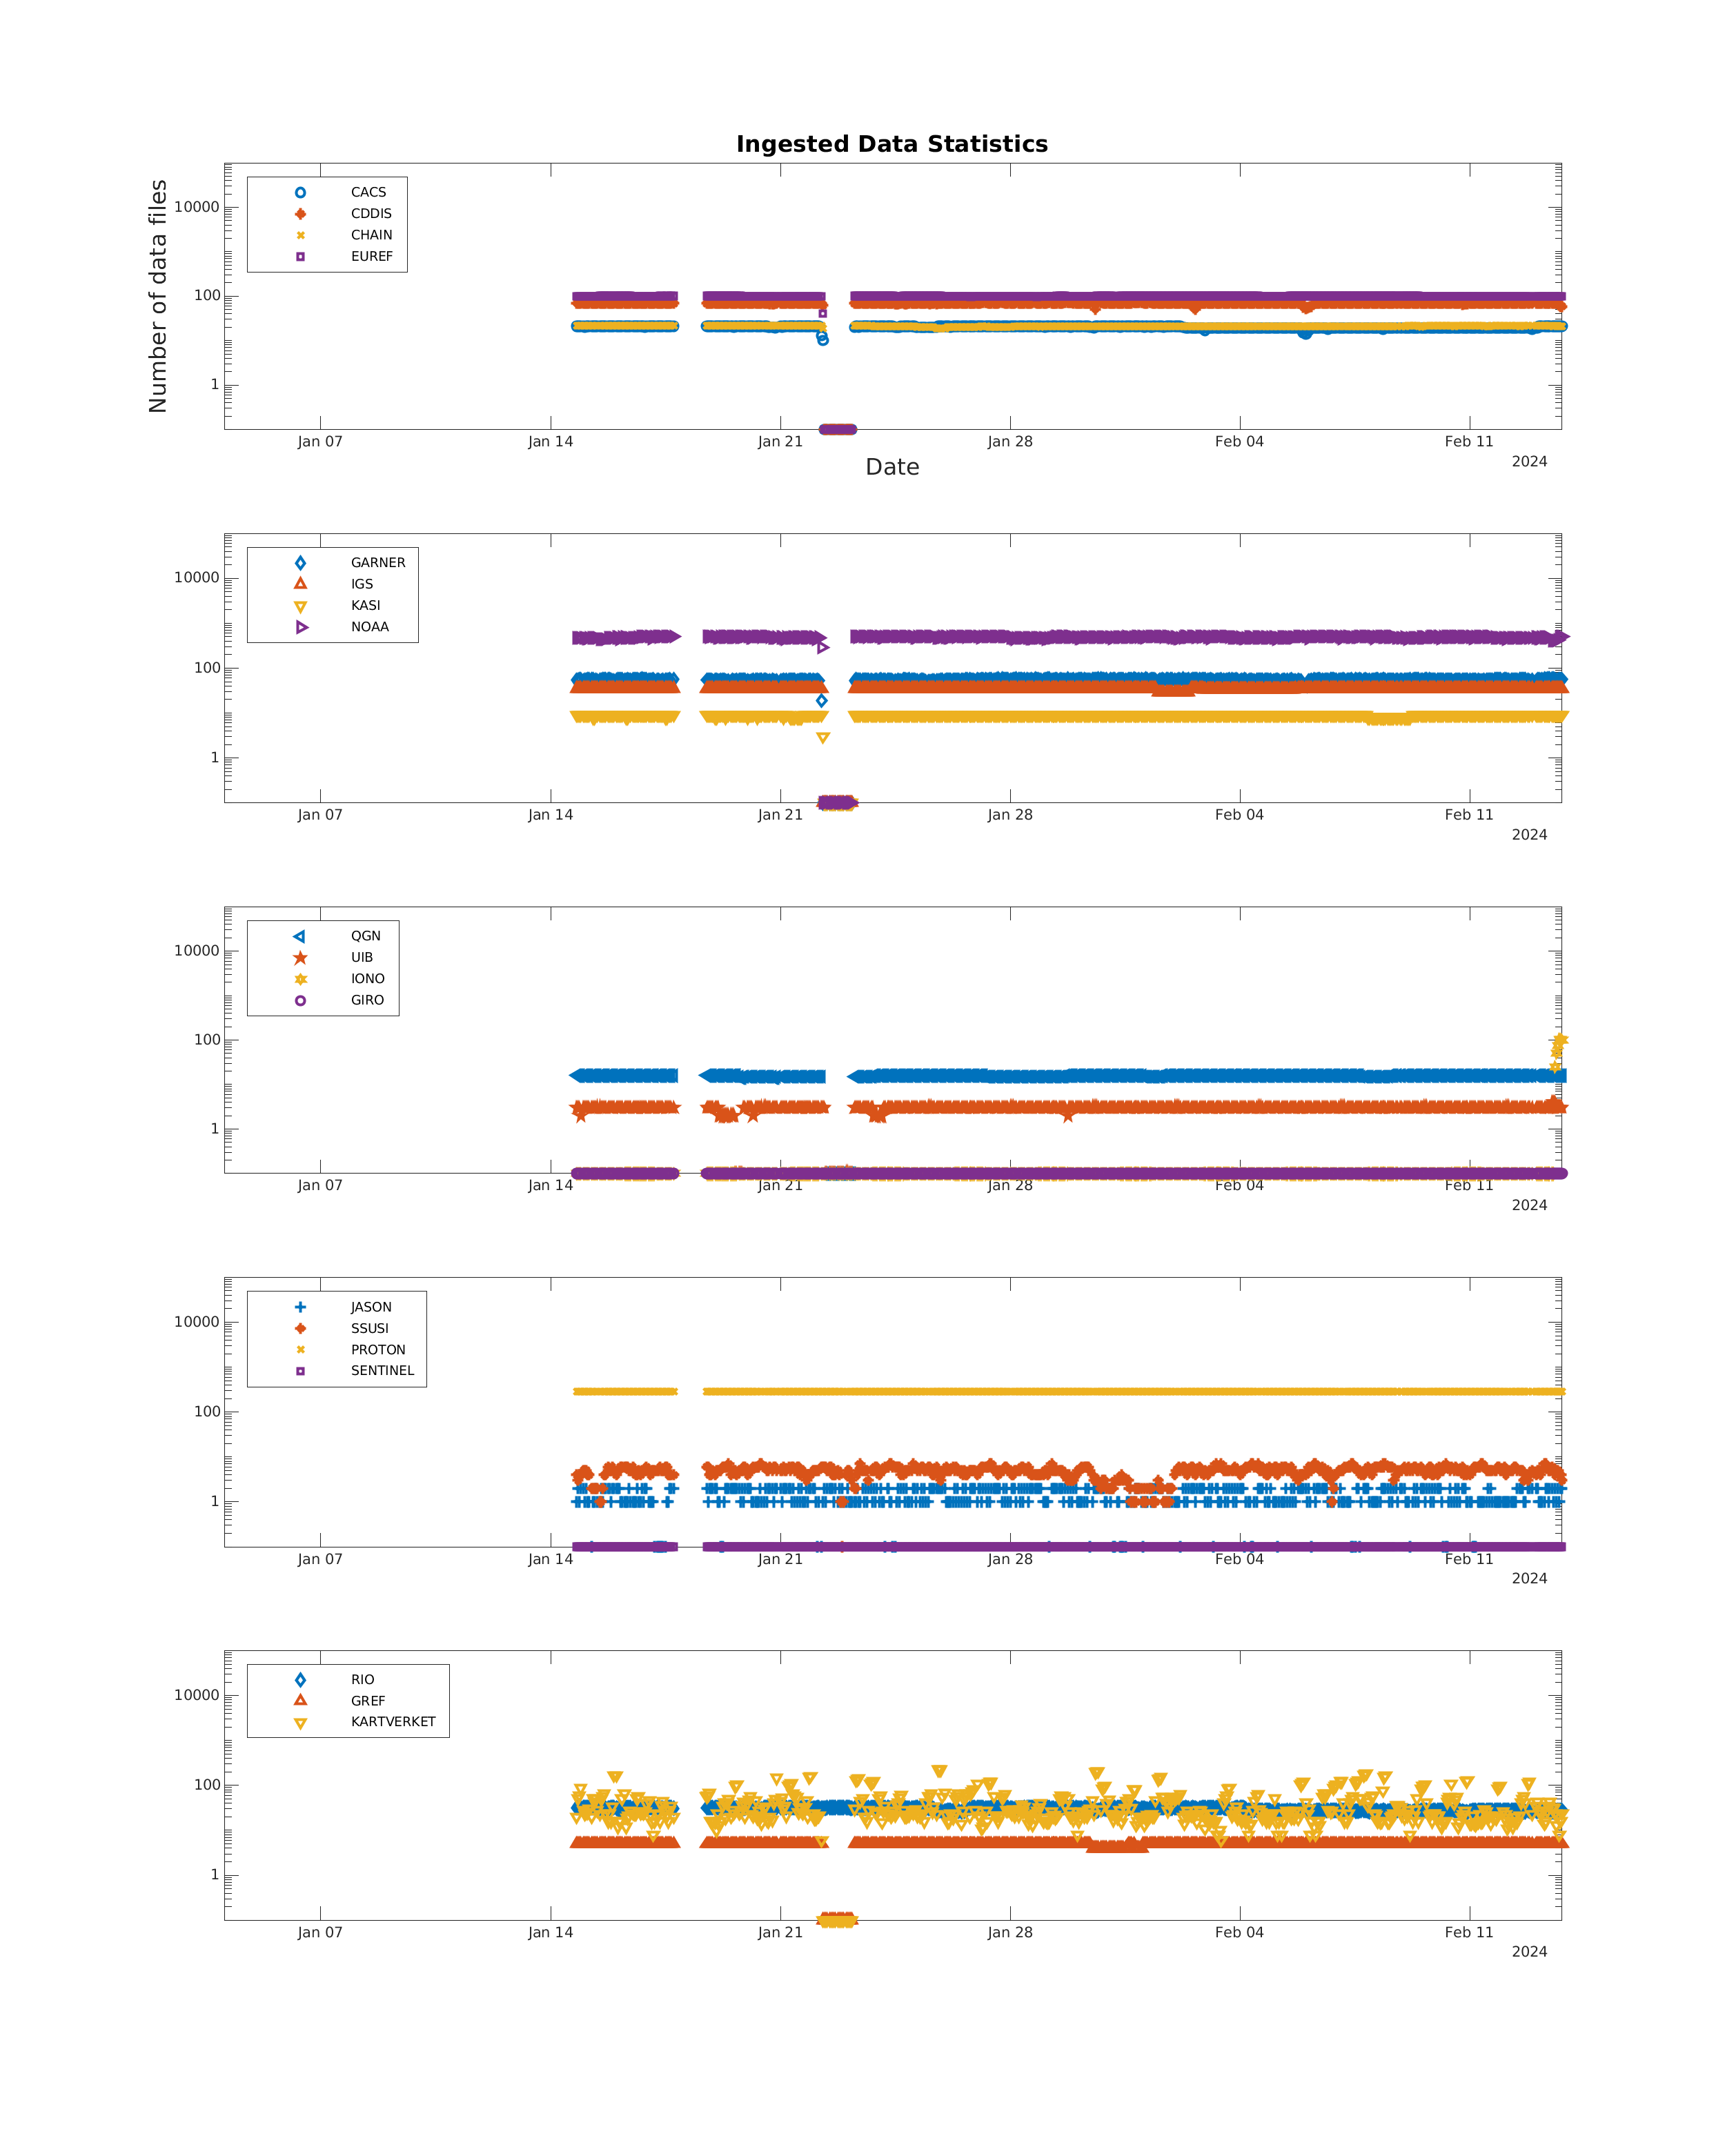 Ingested Data Statistics
Number of data files
10000
100
1
CACS
CDDIS
CHAIN
EUREF
Jan 07
Jan 14
Jan 21
Jan 28
Feb 04
Feb 11
2024
Date
10000
100
1
GARNER
IGS
KASI
NOAA
Jan 07
Jan 14
Jan 21
Jan 28
Feb 04
Feb 11
2024
10000
100
1
QGN
UIB
IONO
GIRO
Jan 07
Jan 14
Jan 21
Jan 28
Feb 04
Feb 11
2024
10000
100
1
JASON
SSUSI
PROTON
SENTINEL
Jan 07
Jan 14
Jan 21
Jan 28
Feb 04
Feb 11
2024
10000
100
1
RIO
GREF
KARTVERKET
Jan 07
Jan 14
Jan 21
Jan 28
Feb 04
Feb 11
2024